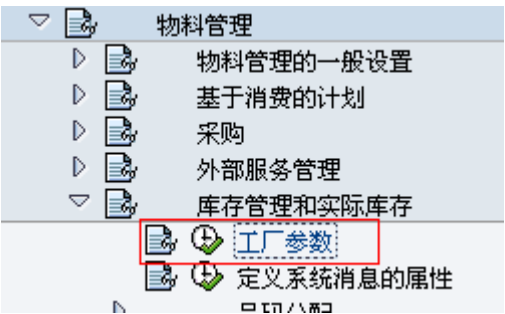 物料管理
物料管理的一般设置
基于消费的计划
采购
外部服务管理
库存管理和实际库存
工厂参数
定义系统消息的属性